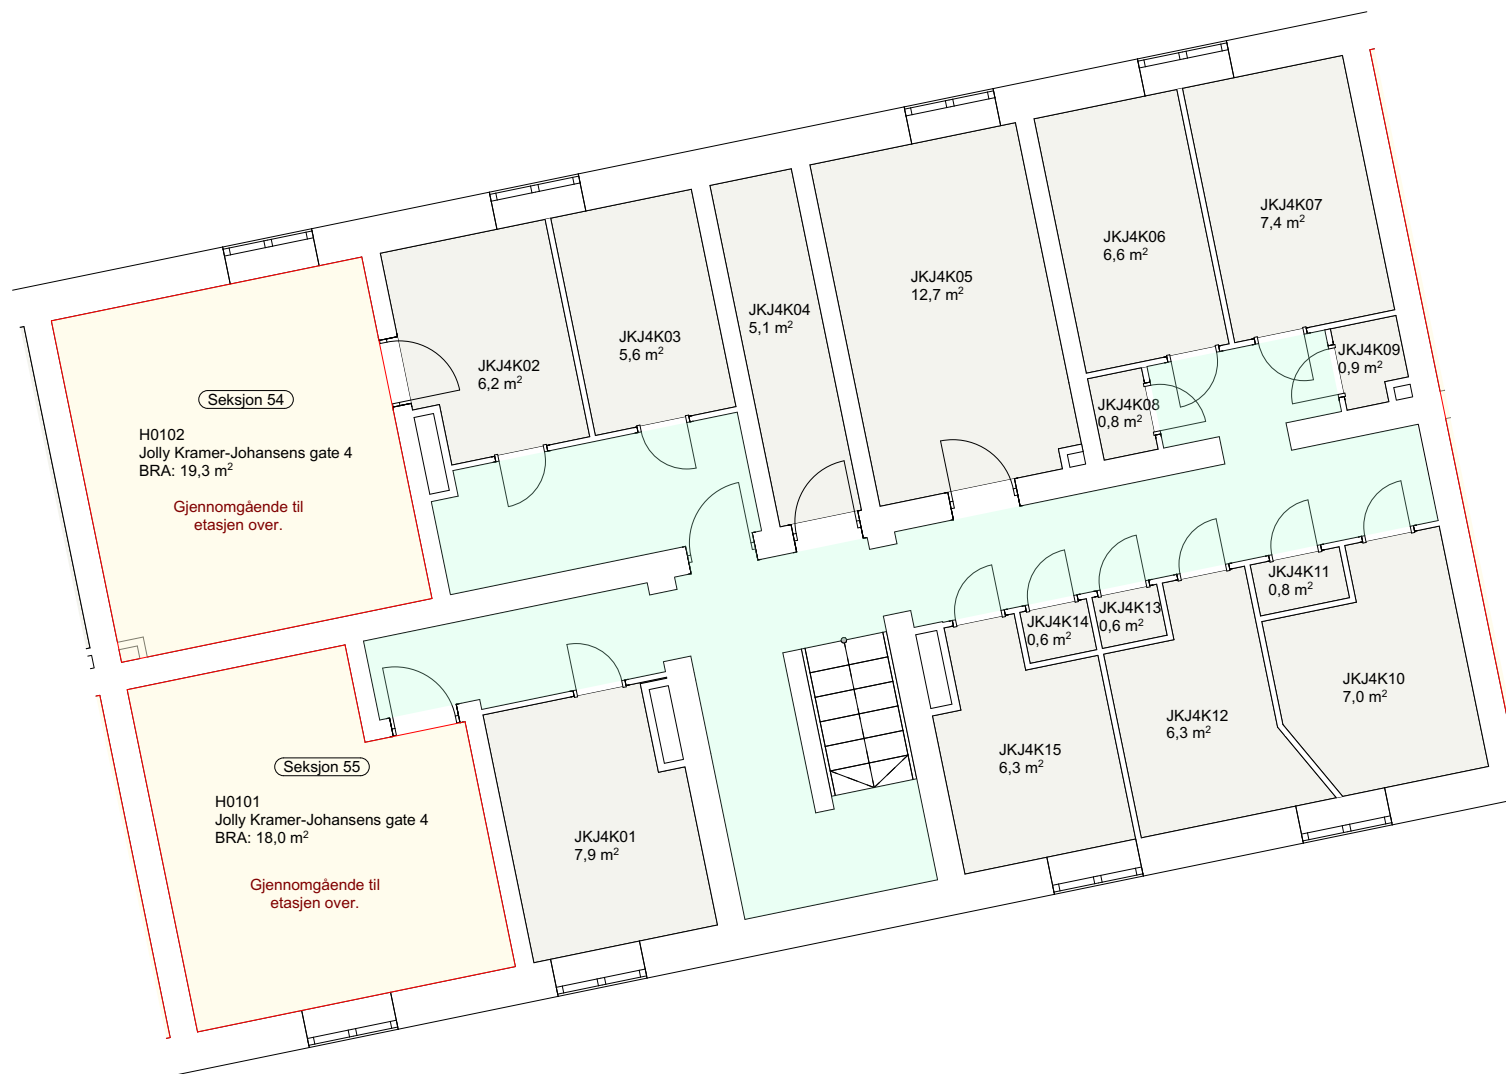 JKJ4K07
7,4 m²
JKJ4K06
6,6 m²
JKJ4K05
12,7 m²
JKJ4K04
5,1 m²
JKJ4K03
5,6 m²
JKJ4K02
6,2 m²
JKJ4K09
0,9 m²
JKJ4K08
0,8 m²
Seksjon 54
H0102
Jolly Kramer-Johansens gate 4
BRA: 19,3 m²
Gjennomgående til
etasjen over.
JKJ4K11
0,8 m²
JKJ4K13
0,6 m²
JKJ4K14
0,6 m²
JKJ4K10
7,0 m²
JKJ4K12
6,3 m²
JKJ4K15
6,3 m²
Seksjon 55
H0101
Jolly Kramer-Johansens gate 4
BRA: 18,0 m²
Gjennomgående til
etasjen over.
JKJ4K01
7,9 m²